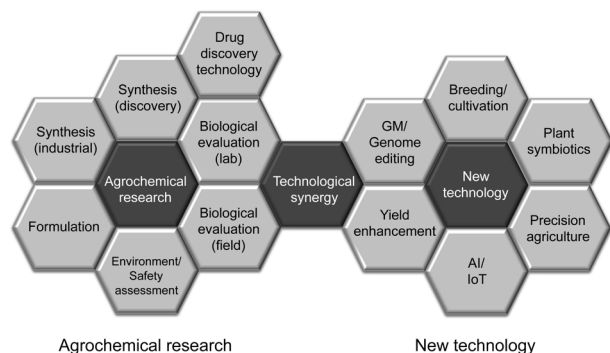 Drug
discovery
technology
Synthesis
(discovery)
Synthesis
(industrial)
Biological
evaluation
(lab)
Agrochemical
research
Formulation
Biological
evaluation
(field)
Environment/
Safety
assessment
Technological
synergy
Breeding/
cultivation
GM/
Genome
editing
Plant
symbiotics
New
technology
Yield
enhancement
Precision
agriculture
AI/
IoT
Agrochemical research
New technology